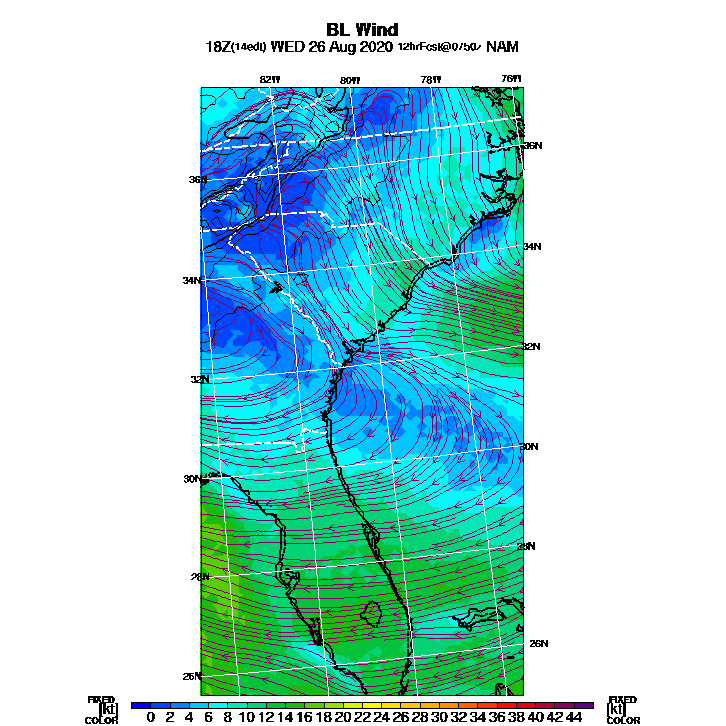 BL Wind
18Z(14edt) WED 26 Aug 2020 12hrFcst@0750z NAM
82W 80W 78W 76W
36N
36N
34N
34N
32N
32N
30N
30N
28N
28N
26N
26N
FIXED FIXED
[kt] 0 2 4 6 8 10 12 14 16 18 20 22 24 26 28 30 32 34 36 38 40 42 44 [kt]
COLOR COLOR